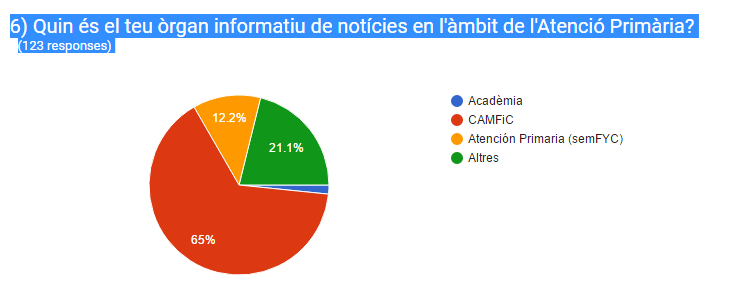 6) Quin és el teu òrgan informatiu de notícies en l'àmbit de l'Atenció Primària?
(123 responses)
12.2%
21.1%
65%
Acadèmia
CAMFiC
Atención Primaria (semFYC)
Altres